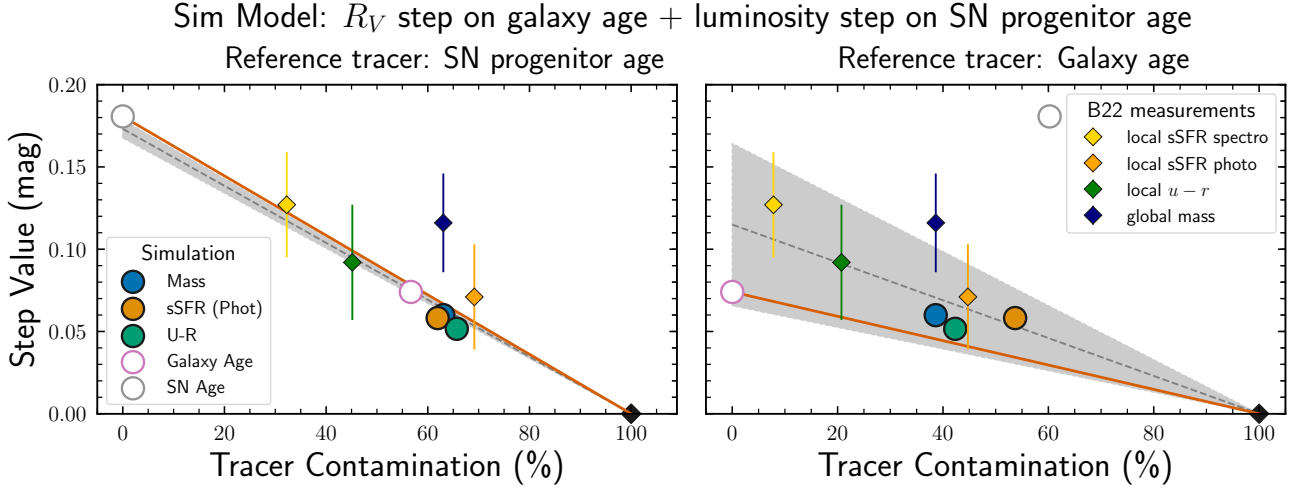 Sim Model: R_V step on galaxy age + luminosity step on SN progenitor age
Reference tracer: SN progenitor age
Reference tracer: Galaxy age
Step Value (mag)
0.20
0.15
0.10
0.05
0.00
Simulation
Mass
sSFR (Phot)
U-R
Galaxy Age
SN Age
B22 measurements
local sSFR spectro
local sSFR photo
local u − r
global mass
0 20 40 60 80 100
0 20 40 60 80 100
Tracer Contamination (%)
Tracer Contamination (%)